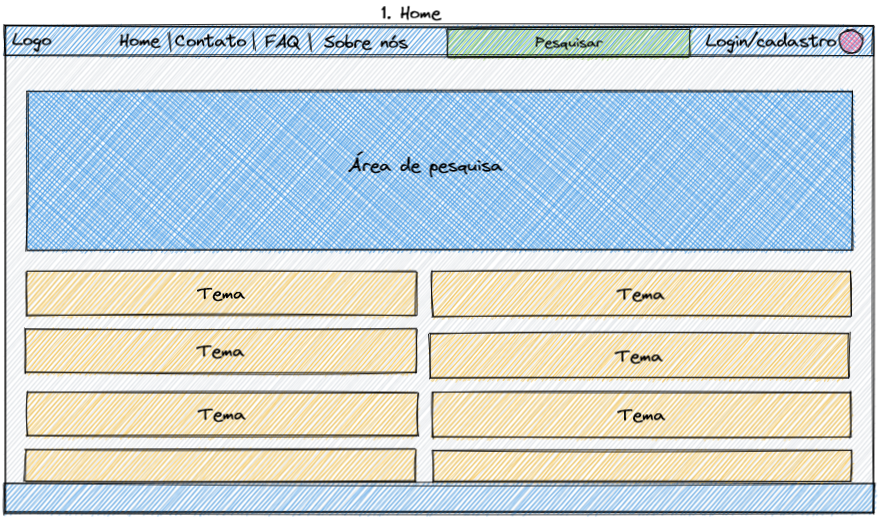 1. Home
Logo Home | Contato | FAQ | Sobre nós Pesquisar Login/cadastro
Área de pesquisa
Tema Tema
Tema Tema
Tema Tema